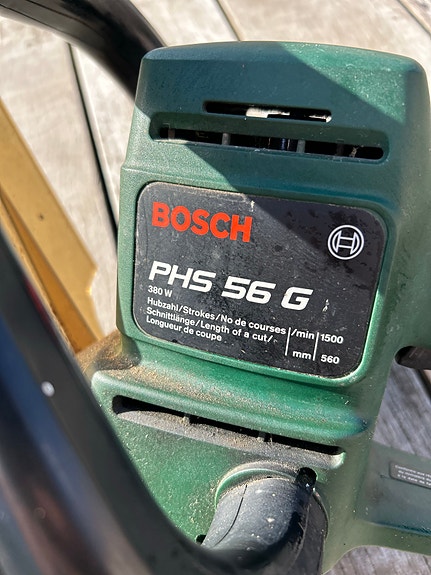 BOSCH
PHS 56 G
380 W
Hubzahl/Strokes/No de courses /min 1500
Schnittlänge/Length of a cut/ mm 560
Longueur de coupe